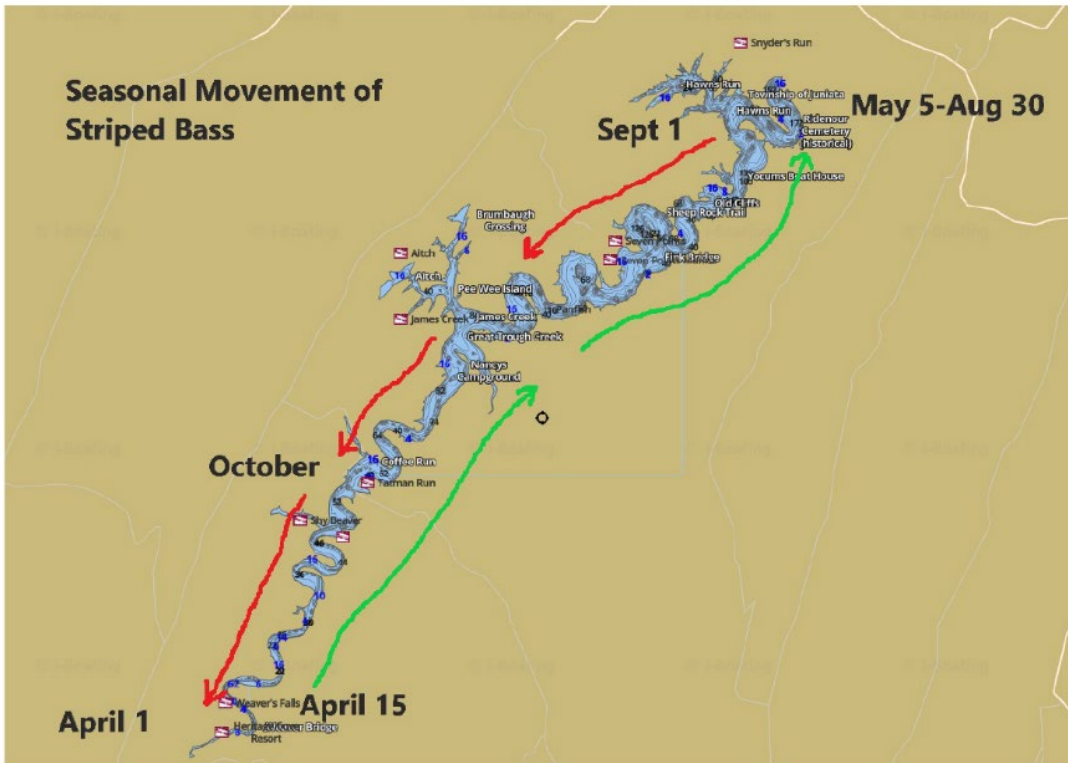 Seasonal Movement of
Striped Bass
Snyder's Run
Hawns Run
Township of Juniata
May 5-Aug 30
Hawns Run
Sept 1
Ridenour
Cemetery
(historical)
Yocums Boat House
Old Cliffs
Sheep Rock Trail
Brumbaugh
Crossing
Seven Points
Fink Bridge
Aitch
Aitch
Pee Wee Island
James Creek
James Creek
Great Trough Creek
Nancys
Campground
Coffee Run
October
Tatman Run
Shy Beaver
Weaver's Falls
April 15
April 1
Resort